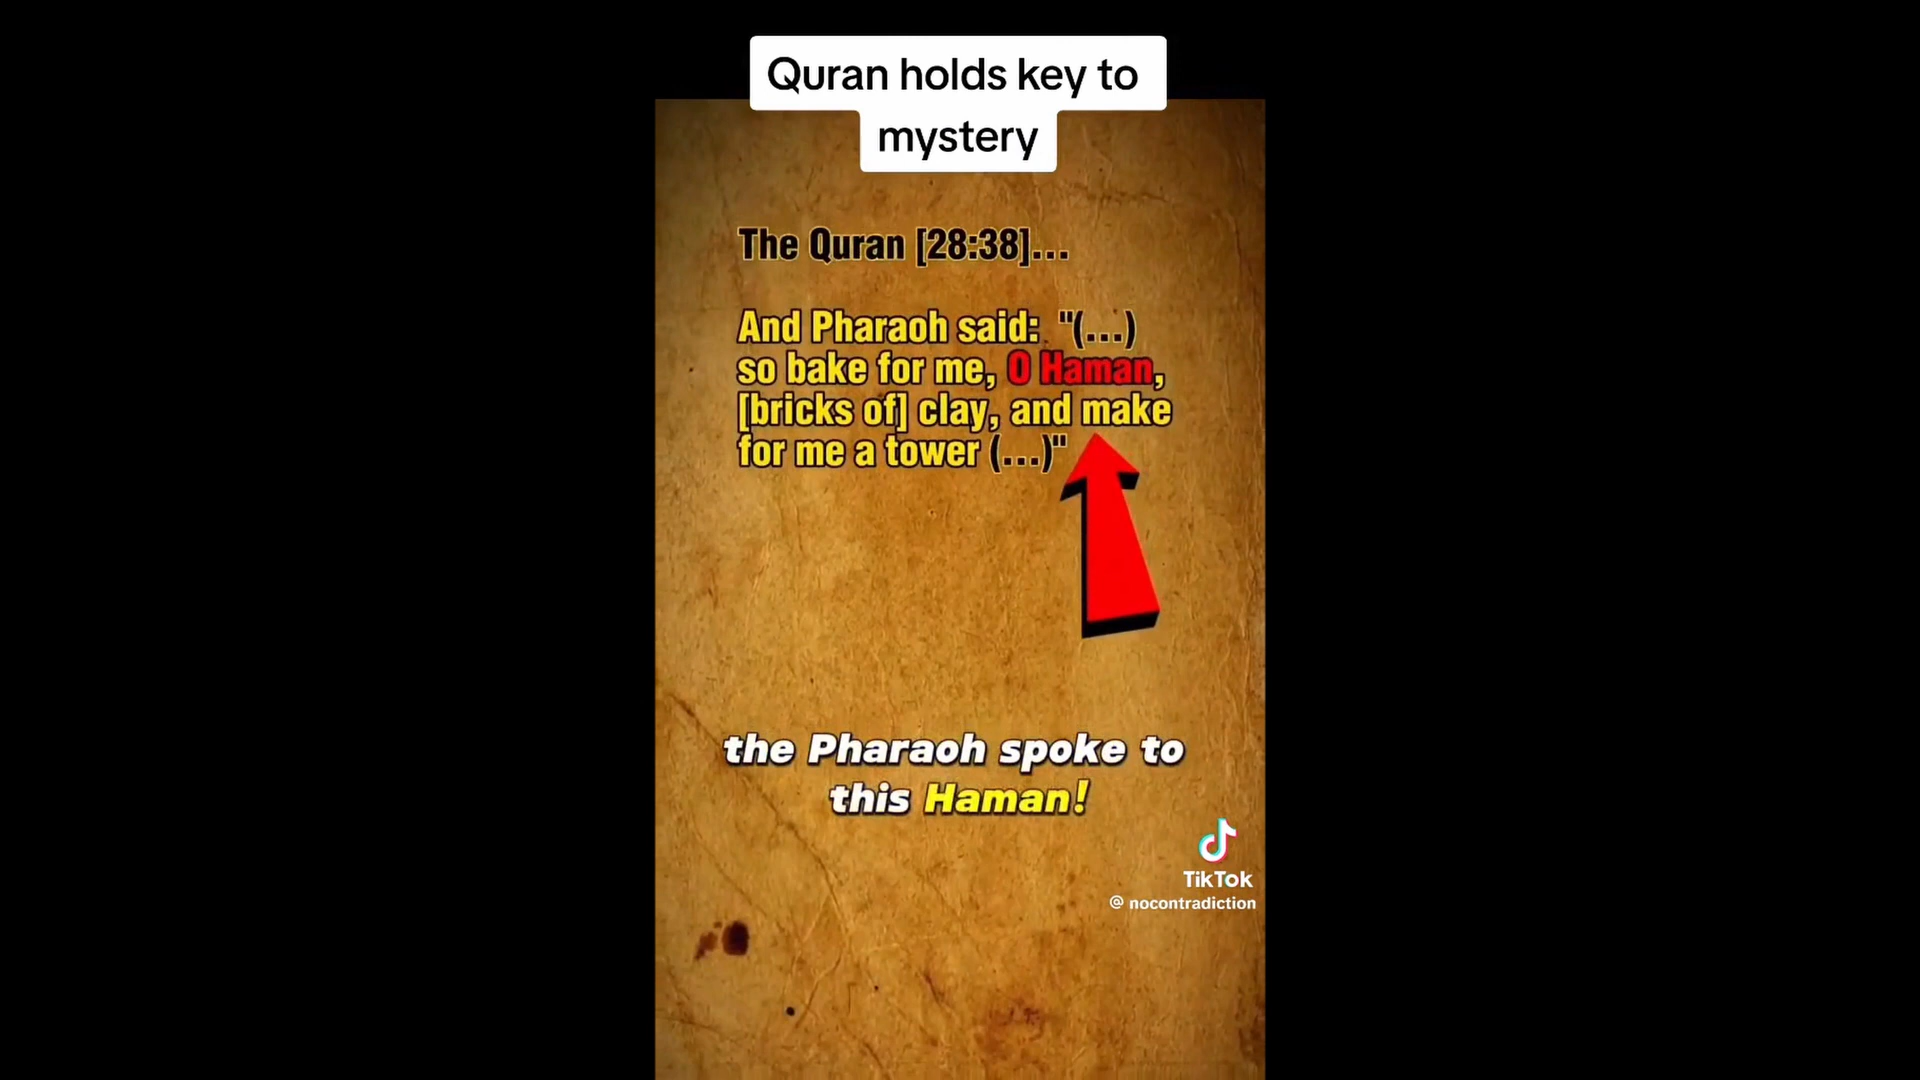 Quran holds key to
mystery
The Quran [28:38]...
And Pharaoh said: "(...)
so bake for me, O Haman,
[bricks of] clay, and make
for me a tower (...)"
the Pharaoh spoke to
this Haman!
TikTok
@ nocontradiction